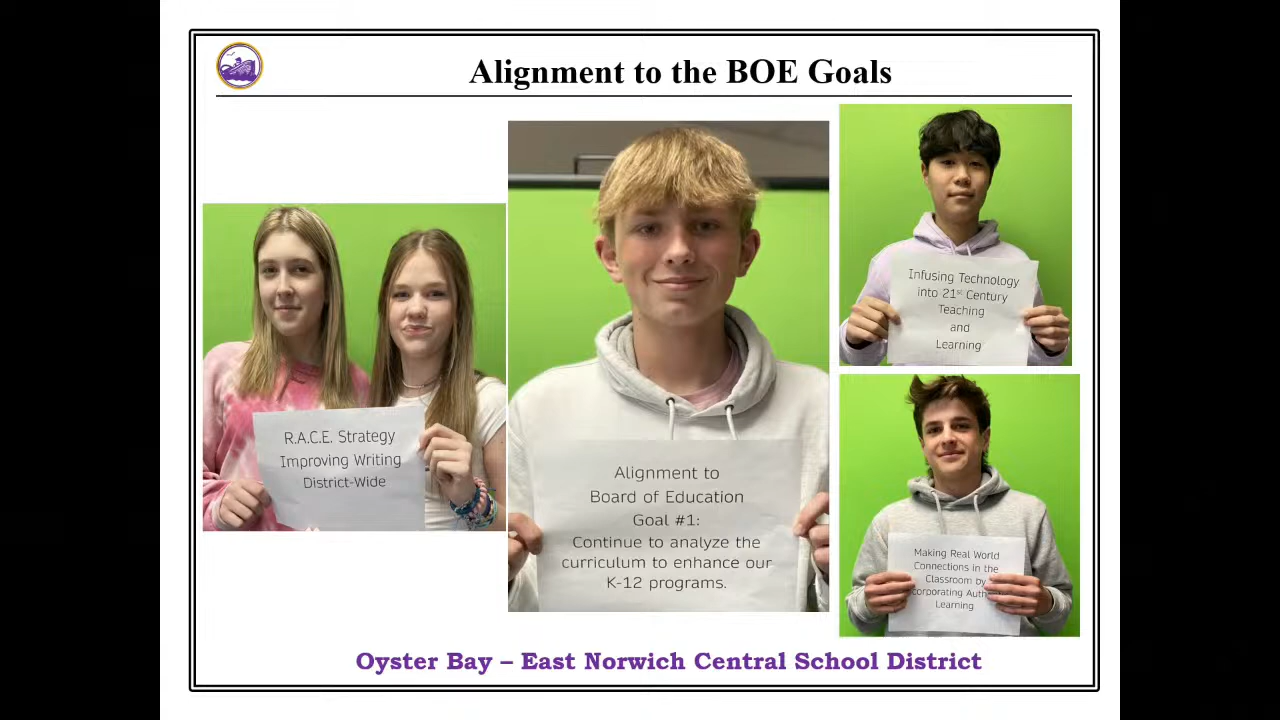 Alignment to the BOE Goals
R.A.C.E. Strategy
Improving Writing
District-Wide
Alignment to
Board of Education
Goal #1:
Continue to analyze the
curriculum to enhance our
K-12 programs.
Infusing Technology
into 21st Century
Teaching
and
Learning
Making Real World
Connections in the
Classroom by
Learning
Oyster Bay – East Norwich Central School District